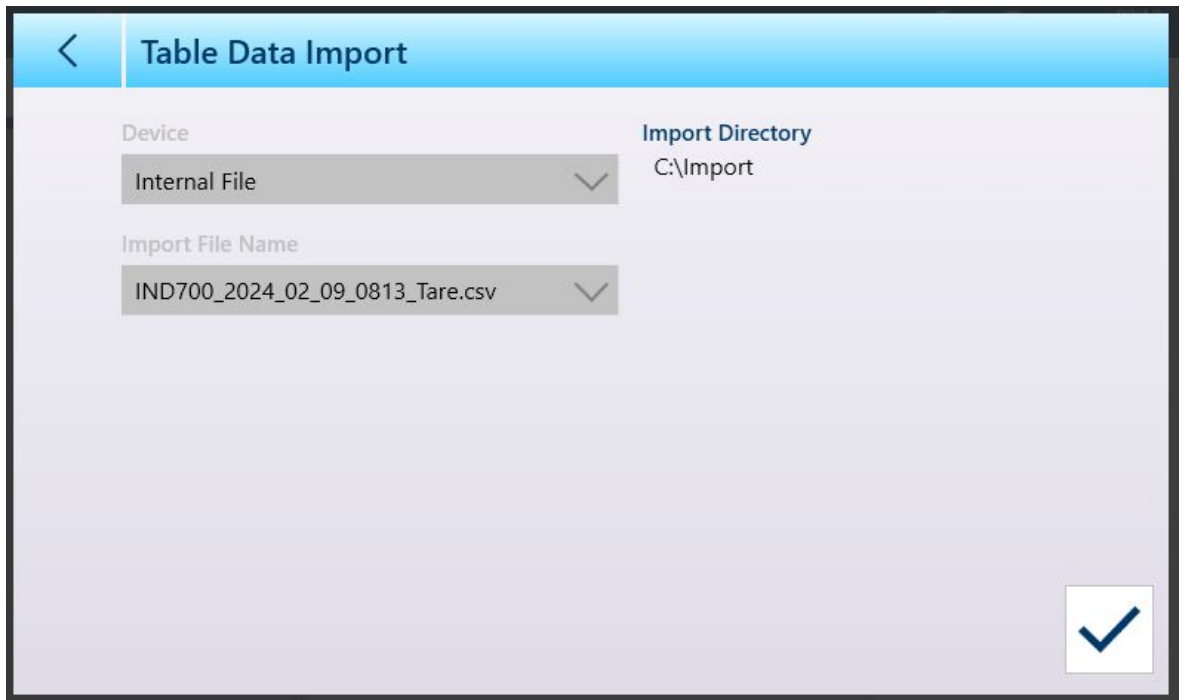 Table Data Import
Device
Internal File
Import File Name
IND700_2024_02_09_0813_Tare.csv
Import Directory
C:\Import